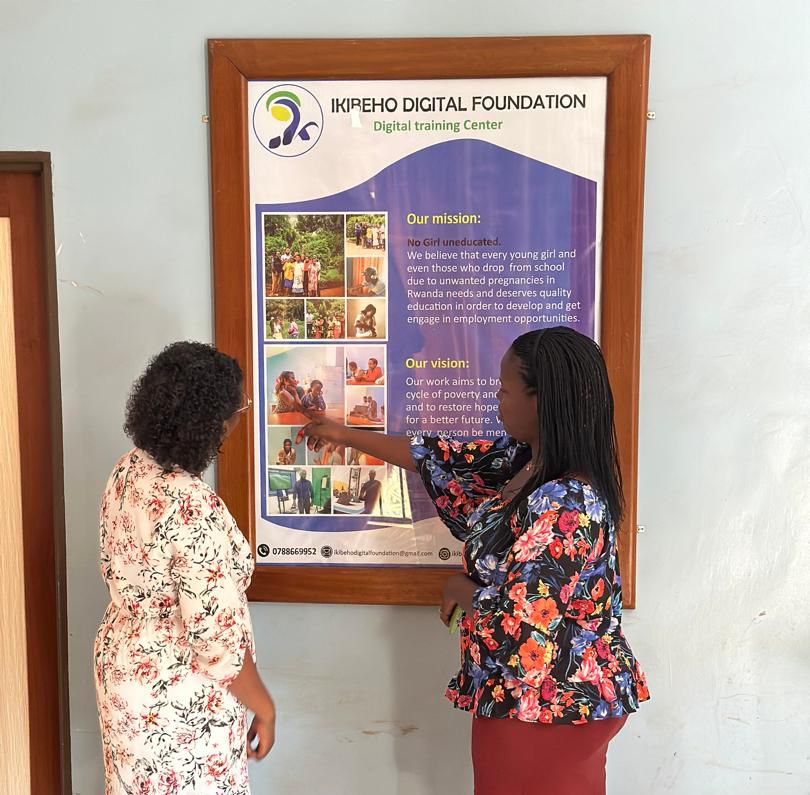 IKIBEHO DIGITAL FOUNDATION
Digital training Center
Our mission:
No Girl uneducated.
We believe that every young girl and
even those who drop from school
due to unwanted pregnancies in
Rwanda needs and deserves quality
education in order to develop and get
engage in employment opportunities.
Our vision:
Our work aims to
cycle of poverty and
and to restore hope
for a better future.
every person be
0788669952 ikibehodigitalfoundation@gmail.com